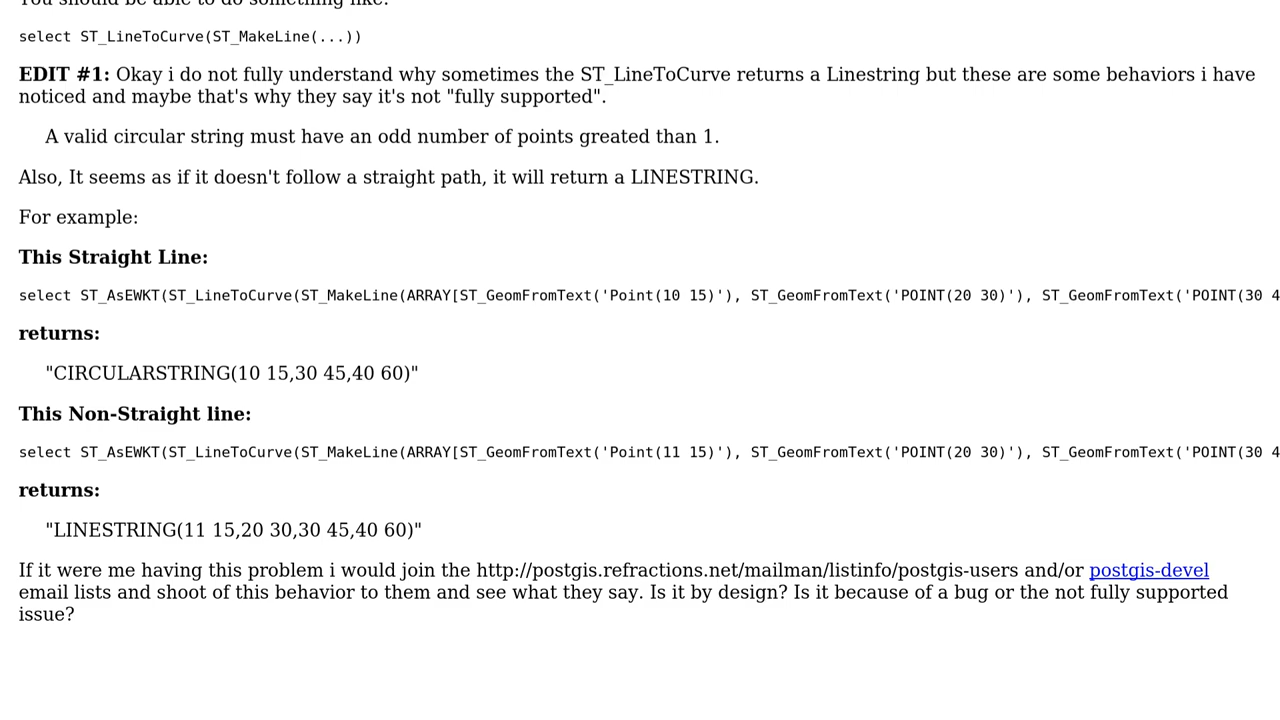 You should be able to do something like:
select ST_LineToCurve(ST_MakeLine(...))
EDIT #1: Okay i do not fully understand why sometimes the ST_LineToCurve returns a Linestring but these are some behaviors i have
noticed and maybe that's why they say it's not "fully supported".
A valid circular string must have an odd number of points greated than 1.
Also, It seems as if it doesn't follow a straight path, it will return a LINESTRING.
For example:
This Straight Line:
select ST_AsEWKT(ST_LineToCurve(ST_MakeLine(ARRAY[ST_GeomFromText('Point(10 15)'), ST_GeomFromText('POINT(20 30)'), ST_GeomFromText('POINT(30 4
returns:
"CIRCULARSTRING(10 15,30 45,40 60)"
This Non-Straight line:
select ST_AsEWKT(ST_LineToCurve(ST_MakeLine(ARRAY[ST_GeomFromText('Point(11 15)'), ST_GeomFromText('POINT(20 30)'), ST_GeomFromText('POINT(30 4
returns:
"LINESTRING(11 15,20 30,30 45,40 60)"
If it were me having this problem i would join the http://postgis.refractions.net/mailman/listinfo/postgis-users and/or postgis-devel
email lists and shoot of this behavior to them and see what they say. Is it by design? Is it because of a bug or the not fully supported
issue?